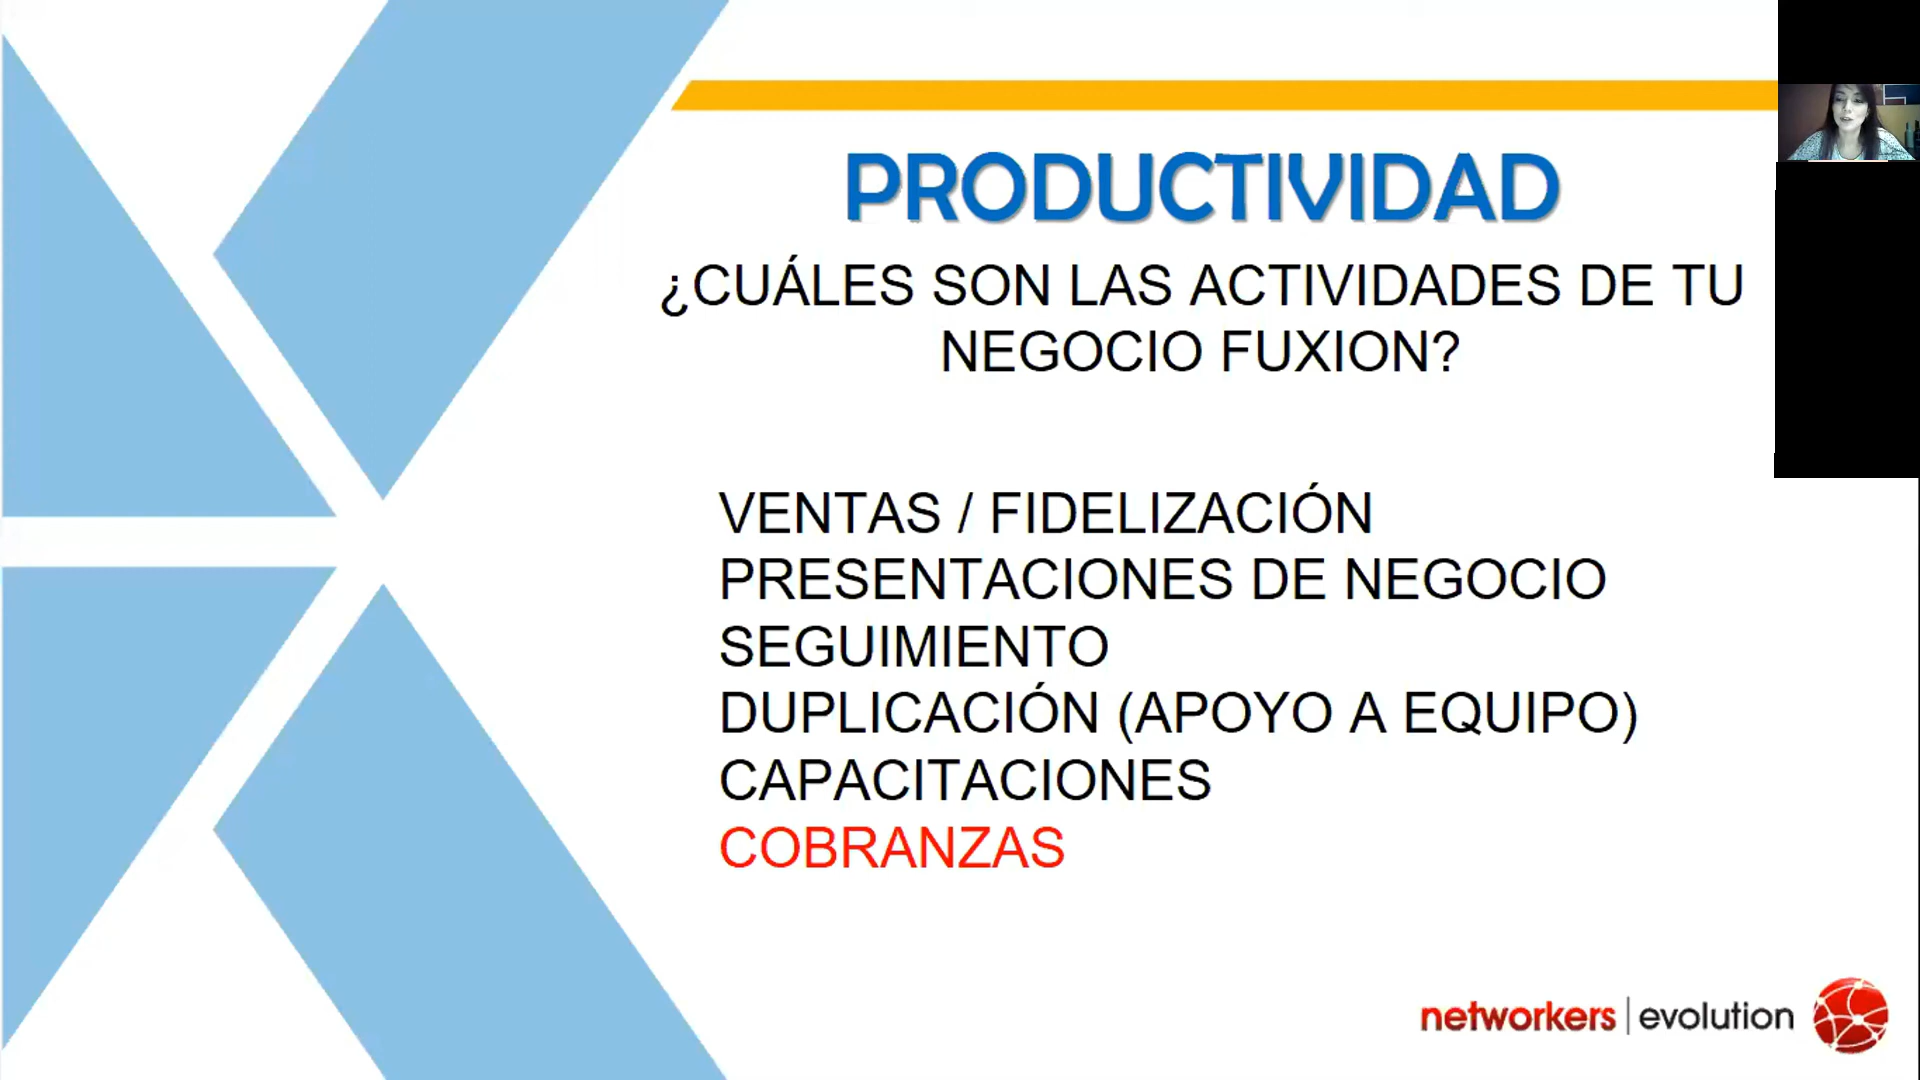 PRODUCTIVIDAD
¿CUÁLES SON LAS ACTIVIDADES DE TU
NEGOCIO FUXION?
VENTAS / FIDELIZACIÓN
PRESENTACIONES DE NEGOCIO
SEGUIMIENTO
DUPLICACIÓN (APOYO A EQUIPO)
CAPACITACIONES
COBRANZAS
networkers | evolution